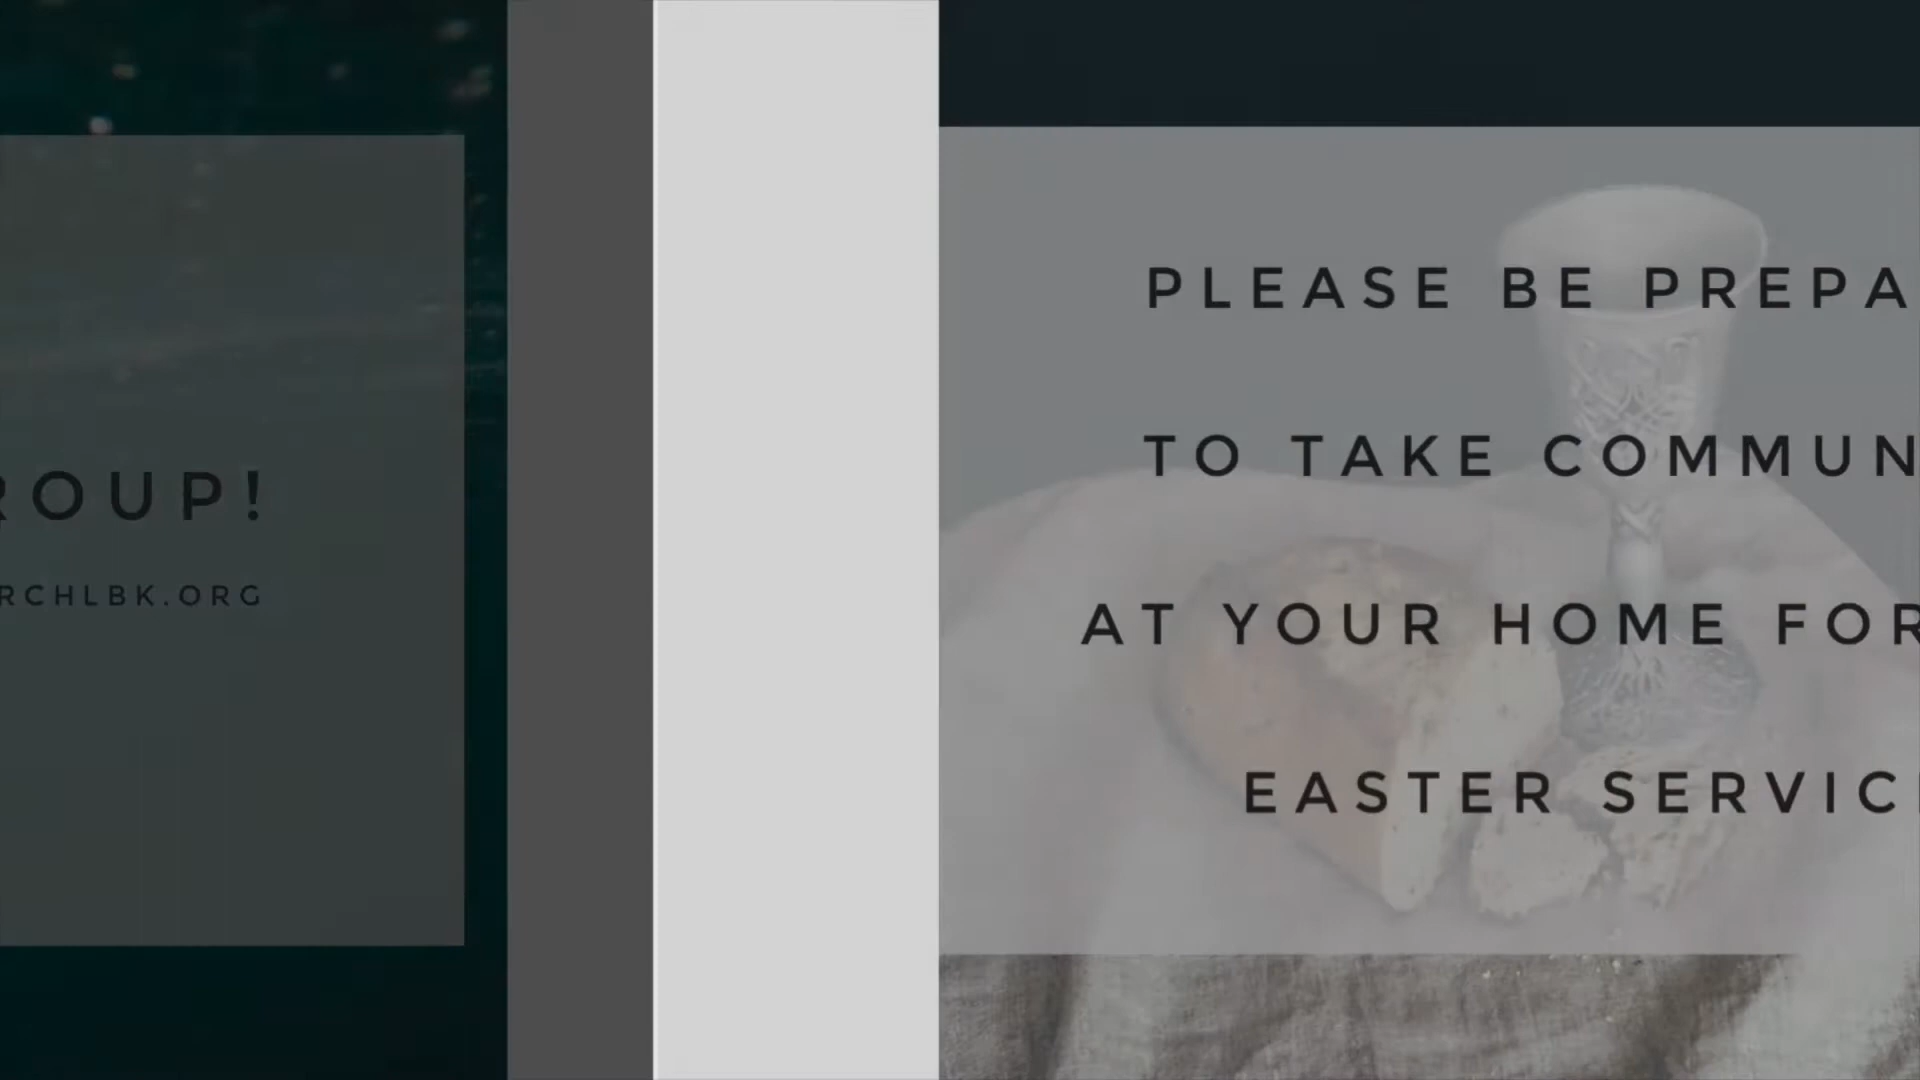 ROUP!
RCHLBK.ORG
PLEASE BE PREPA
TO TAKE COMMUN
AT YOUR HOME FOR
EASTER SERVIC